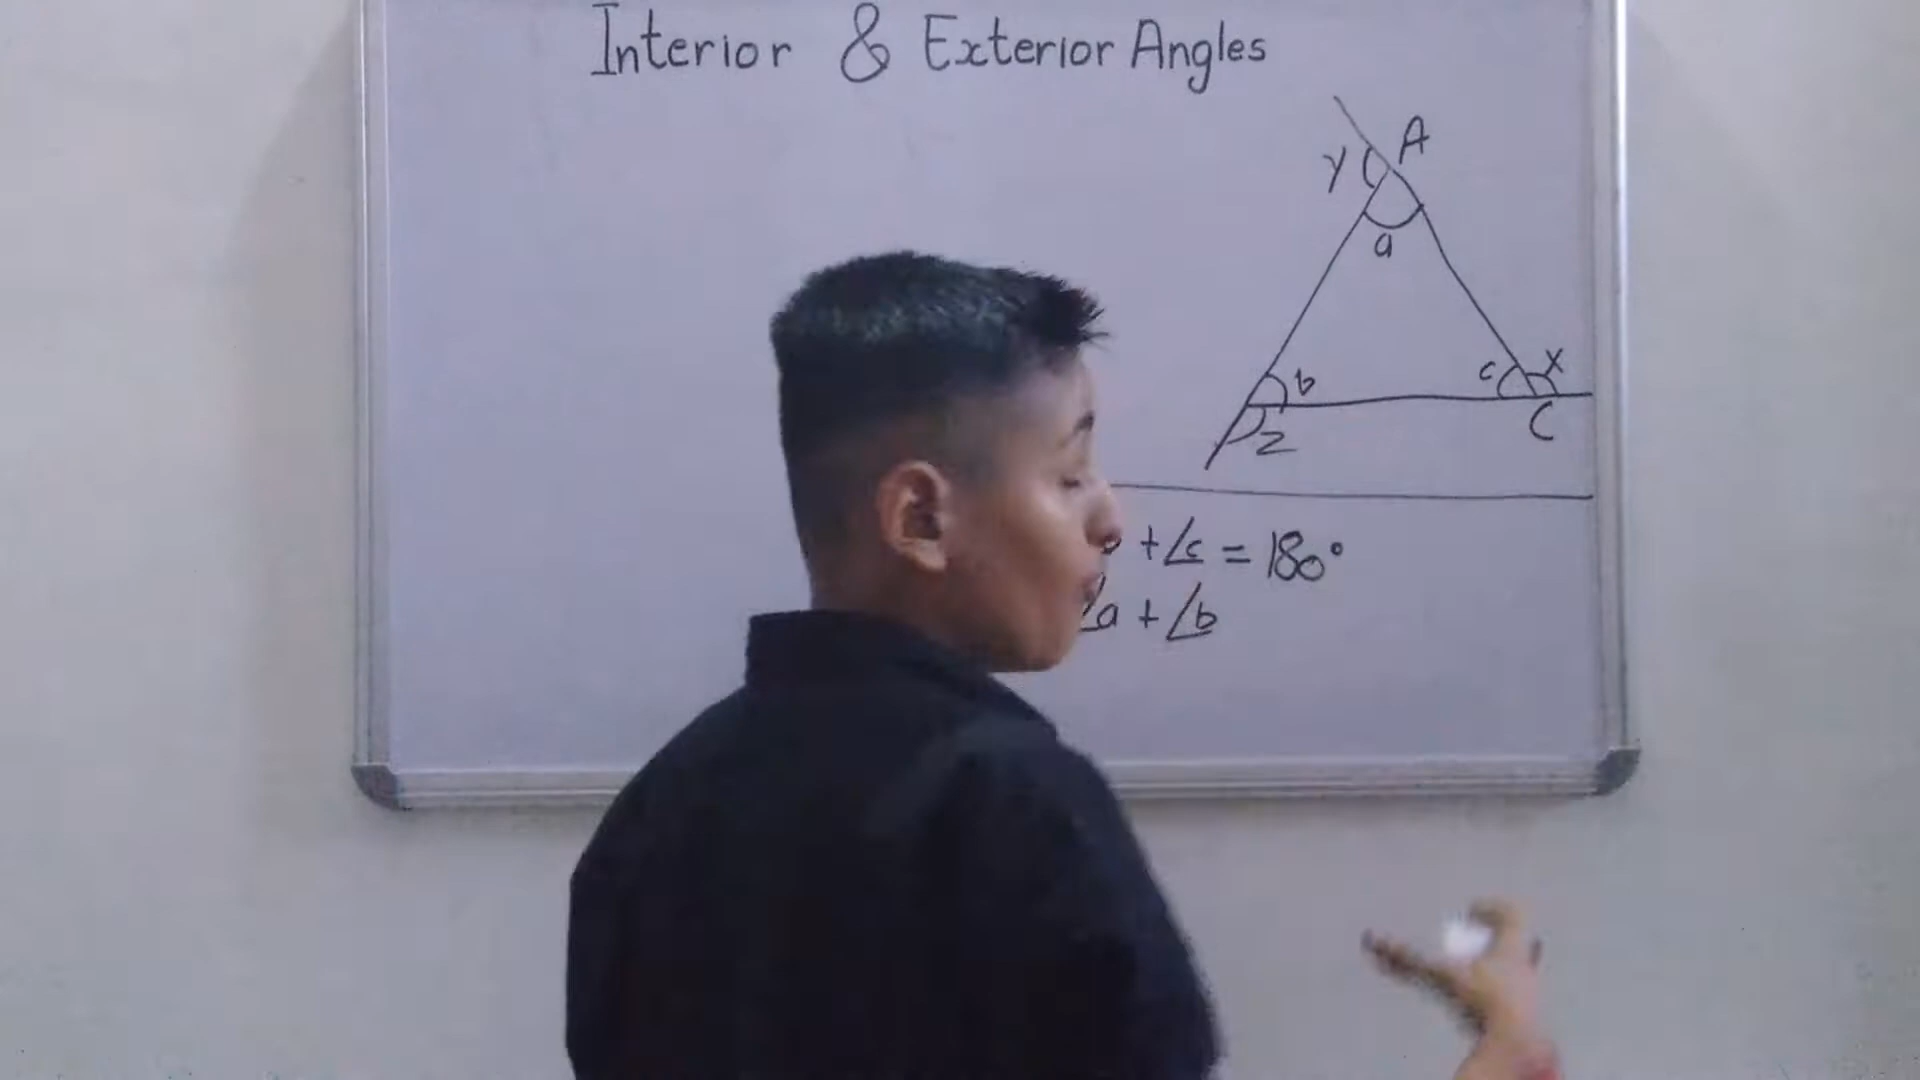 Interior & Exterior Angles
A
y
a
b
c
x
z
C
+∠c = 180°
∠a + ∠b